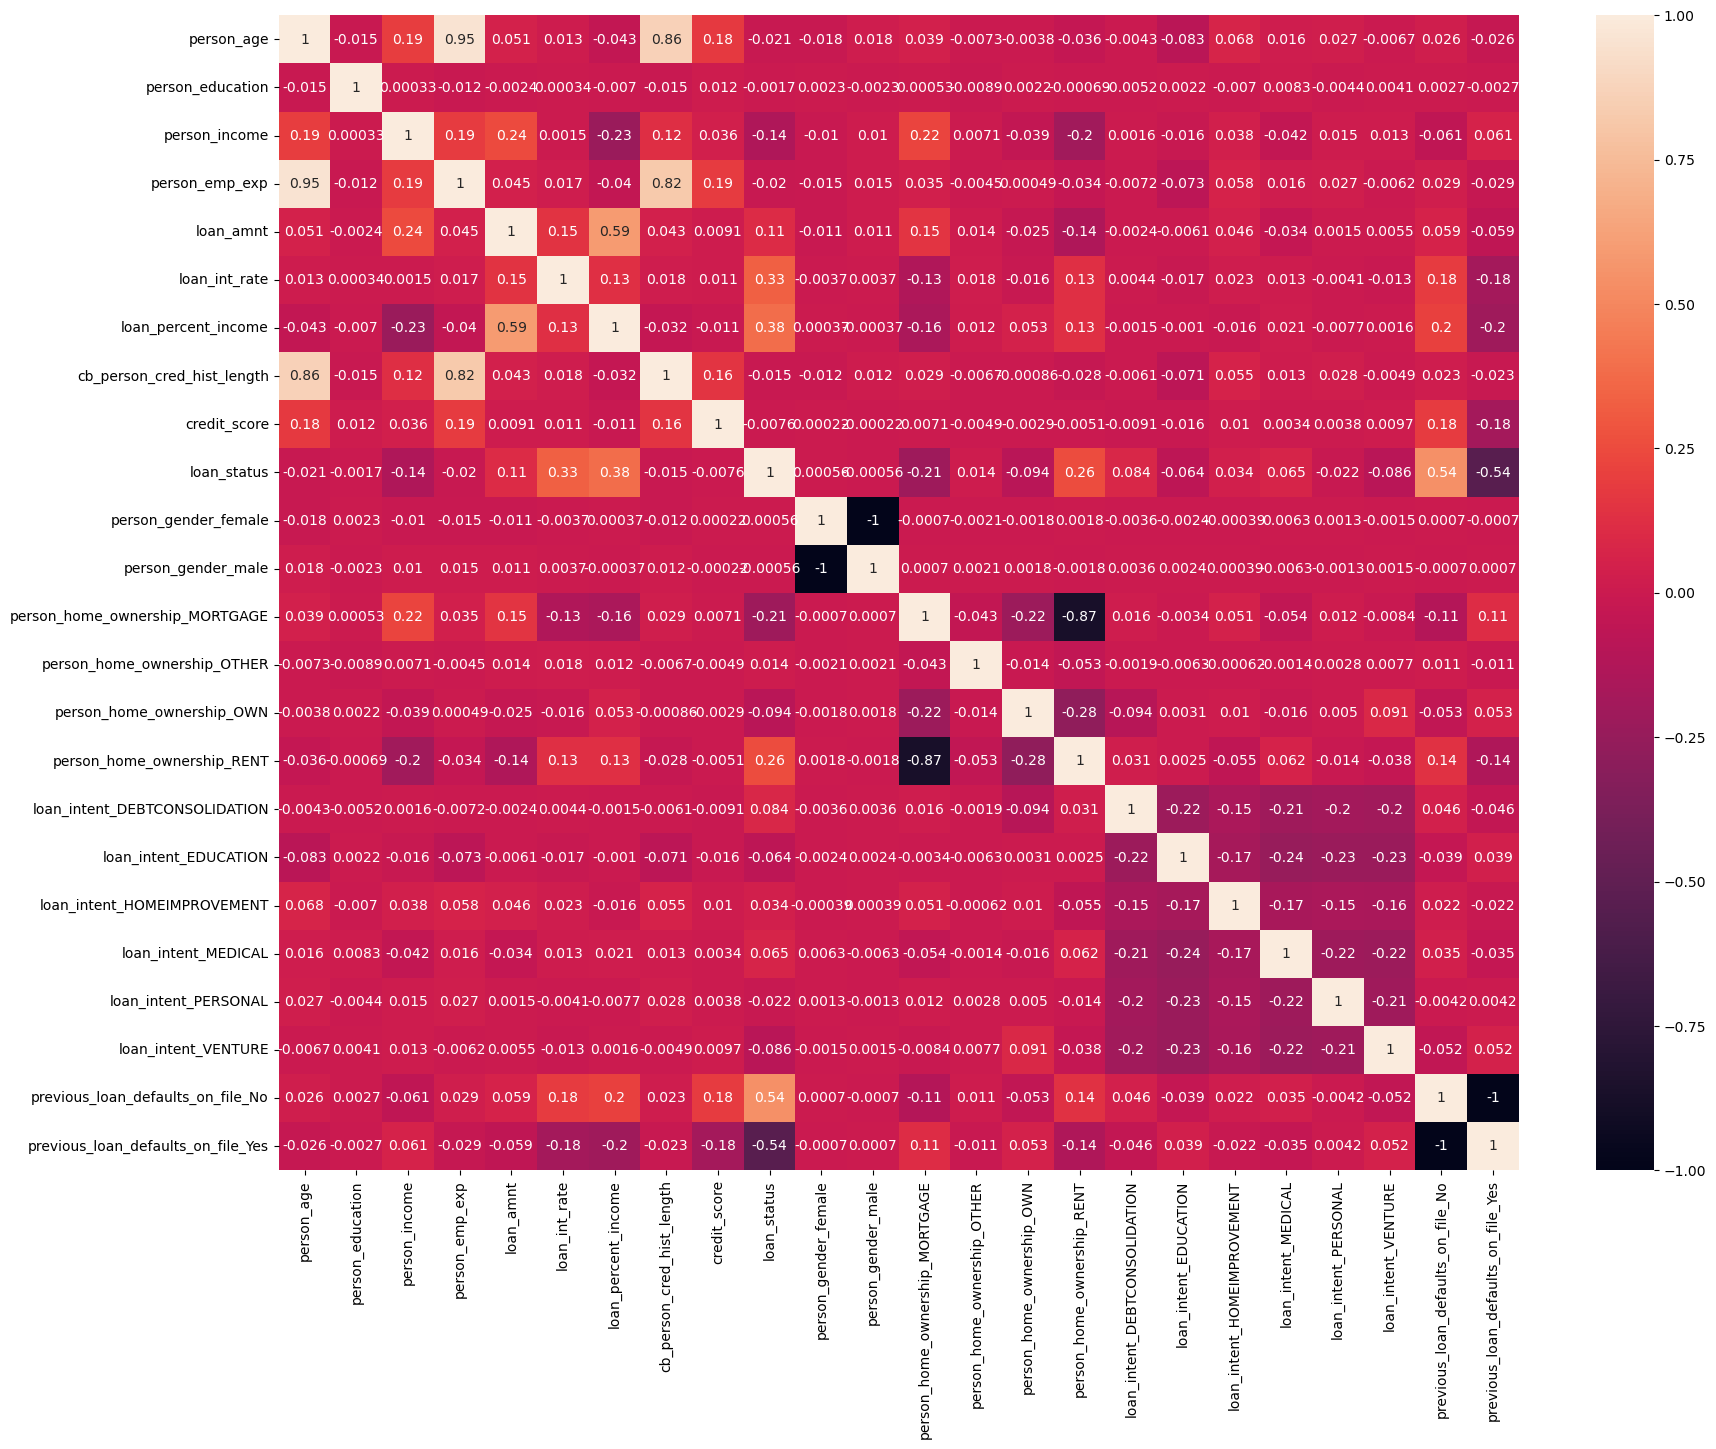 person_age 1 -0.015 0.19 0.95 0.051 0.013 -0.043 0.86 0.18 -0.021 -0.018 0.018 0.039 -0.0073 -0.0038 -0.036 -0.0043 -0.083 0.068 0.016 0.027 -0.0067 0.026 -0.026 1.00
person_education -0.015 1 0.00033 -0.012 -0.0024 0.00034 -0.007 -0.015 0.012 -0.0017 0.0023 -0.0023 0.00053 -0.0089 0.0022 -0.00069 -0.0052 0.0022 -0.007 0.0083 -0.0044 0.0041 0.0027 -0.0027
person_income 0.19 0.00033 1 0.19 0.24 0.0015 -0.23 0.12 0.036 -0.14 -0.01 0.01 0.22 0.0071 -0.039 -0.2 0.0016 -0.016 0.038 -0.042 0.015 0.013 -0.061 0.061
0.75
person_emp_exp 0.95 -0.012 0.19 1 0.045 0.017 -0.04 0.82 0.19 -0.02 -0.015 0.015 0.035 -0.0045 0.00049 -0.034 -0.0072 -0.073 0.058 0.016 0.027 -0.0062 0.029 -0.029
loan_amnt 0.051 -0.0024 0.24 0.045 1 0.15 0.59 0.043 0.0091 0.11 -0.011 0.011 0.15 0.014 -0.025 -0.14 -0.0024 -0.0061 0.046 -0.034 0.0015 0.0055 0.059 -0.059
loan_int_rate 0.013 0.00034 0.0015 0.017 0.15 1 0.13 0.018 0.011 0.33 -0.0037 0.0037 -0.13 0.018 -0.016 0.13 0.0044 -0.017 0.023 0.013 -0.0041 -0.013 0.18 -0.18
0.50
loan_percent_income -0.043 -0.007 -0.23 -0.04 0.59 0.13 1 -0.032 -0.011 0.38 0.00037 -0.00037 -0.16 0.012 0.053 0.13 -0.0015 -0.001 -0.016 0.021 -0.0077 0.0016 0.2 -0.2
cb_person_cred_hist_length 0.86 -0.015 0.12 0.82 0.043 0.018 -0.032 1 0.16 -0.015 -0.012 0.012 0.029 -0.0067 -0.00086 -0.028 -0.0061 -0.071 0.055 0.013 0.028 -0.0049 0.023 -0.023
credit_score 0.18 0.012 0.036 0.19 0.0091 0.011 -0.011 0.16 1 -0.0076 0.00022 -0.00022 0.0071 -0.0049 -0.0029 -0.0051 -0.0091 -0.016 0.01 0.0034 0.0038 0.0097 0.18 -0.18
0.25
loan_status -0.021 -0.0017 -0.14 -0.02 0.11 0.33 0.38 -0.015 -0.0076 1 0.00056 -0.00056 -0.21 0.014 -0.094 0.26 0.084 -0.064 0.034 0.065 -0.022 -0.086 0.54 -0.54
person_gender_female -0.018 0.0023 -0.01 -0.015 -0.011 -0.0037 0.00037 -0.012 0.00022 0.00056 1 -1 -0.0007 -0.0021 -0.0018 0.0018 -0.0036 -0.0024 -0.00039 0.0063 0.0013 -0.0015 0.0007 -0.0007
person_gender_male 0.018 -0.0023 0.01 0.015 0.011 0.0037 -0.00037 0.012 -0.00022 -0.00056 -1 1 0.0007 0.0021 0.0018 -0.0018 0.0036 0.0024 0.00039 -0.0063 -0.0013 0.0015 -0.0007 0.0007
0.00
person_home_ownership_MORTGAGE 0.039 0.00053 0.22 0.035 0.15 -0.13 -0.16 0.029 0.0071 -0.21 -0.0007 0.0007 1 -0.043 -0.22 -0.87 0.016 -0.0034 0.051 -0.054 0.012 -0.0084 -0.11 0.11
person_home_ownership_OTHER -0.0073 -0.0089 0.0071 -0.0045 0.014 0.018 0.012 -0.0067 -0.0049 0.014 -0.0021 0.0021 -0.043 1 -0.014 -0.053 -0.0019 -0.0063 -0.00062 -0.0014 0.0028 0.0077 0.011 -0.011
person_home_ownership_OWN -0.0038 0.0022 -0.039 0.00049 -0.025 -0.016 0.053 -0.00086 -0.0029 -0.094 -0.0018 0.0018 -0.22 -0.014 1 -0.28 -0.094 0.0031 0.01 -0.016 0.005 0.091 -0.053 0.053
−0.25
person_home_ownership_RENT -0.036 -0.00069 -0.2 -0.034 -0.14 0.13 0.13 -0.028 -0.0051 0.26 0.0018 -0.0018 -0.87 -0.053 -0.28 1 0.031 0.0025 -0.055 0.062 -0.014 -0.038 0.14 -0.14
loan_intent_DEBTCONSOLIDATION -0.0043 -0.0052 0.0016 -0.0072 -0.0024 0.0044 -0.0015 -0.0061 -0.0091 0.084 -0.0036 0.0036 0.016 -0.0019 -0.094 0.031 1 -0.22 -0.15 -0.21 -0.2 -0.2 0.046 -0.046
loan_intent_EDUCATION -0.083 0.0022 -0.016 -0.073 -0.0061 -0.017 -0.001 -0.071 -0.016 -0.064 -0.0024 0.0024 -0.0034 -0.0063 0.0031 0.0025 -0.22 1 -0.17 -0.24 -0.23 -0.23 -0.039 0.039
−0.50
loan_intent_HOMEIMPROVEMENT 0.068 -0.007 0.038 0.058 0.046 0.023 -0.016 0.055 0.01 0.034 -0.00039 0.00039 0.051 -0.00062 0.01 -0.055 -0.15 -0.17 1 -0.17 -0.15 -0.16 0.022 -0.022
loan_intent_MEDICAL 0.016 0.0083 -0.042 0.016 -0.034 0.013 0.021 0.013 0.0034 0.065 0.0063 -0.0063 -0.054 -0.0014 -0.016 0.062 -0.21 -0.24 -0.17 1 -0.22 -0.22 0.035 -0.035
loan_intent_PERSONAL 0.027 -0.0044 0.015 0.027 0.0015 -0.0041 -0.0077 0.028 0.0038 -0.022 0.0013 -0.0013 0.012 0.0028 0.005 -0.014 -0.2 -0.23 -0.15 -0.22 1 -0.21 -0.0042 0.0042
−0.75
loan_intent_VENTURE -0.0067 0.0041 0.013 -0.0062 0.0055 -0.013 0.0016 -0.0049 0.0097 -0.086 -0.0015 0.0015 -0.0084 0.0077 0.091 -0.038 -0.2 -0.23 -0.16 -0.22 -0.21 1 -0.052 0.052
previous_loan_defaults_on_file_No 0.026 0.0027 -0.061 0.029 0.059 0.18 0.2 0.023 0.18 0.54 0.0007 -0.0007 -0.11 0.011 -0.053 0.14 0.046 -0.039 0.022 0.035 -0.0042 -0.052 1 -1
previous_loan_defaults_on_file_Yes -0.026 -0.0027 0.061 -0.029 -0.059 -0.18 -0.2 -0.023 -0.18 -0.54 -0.0007 0.0007 0.11 -0.011 0.053 -0.14 -0.046 0.039 -0.022 -0.035 0.0042 0.052 -1 1
−1.00
person_age
person_education
person_income
person_emp_exp
loan_amnt
loan_int_rate
loan_percent_income
cb_person_cred_hist_length
credit_score
loan_status
person_gender_female
person_gender_male
person_home_ownership_MORTGAGE
person_home_ownership_OTHER
person_home_ownership_OWN
person_home_ownership_RENT
loan_intent_DEBTCONSOLIDATION
loan_intent_EDUCATION
loan_intent_HOMEIMPROVEMENT
loan_intent_MEDICAL
loan_intent_PERSONAL
loan_intent_VENTURE
previous_loan_defaults_on_file_No
previous_loan_defaults_on_file_Yes